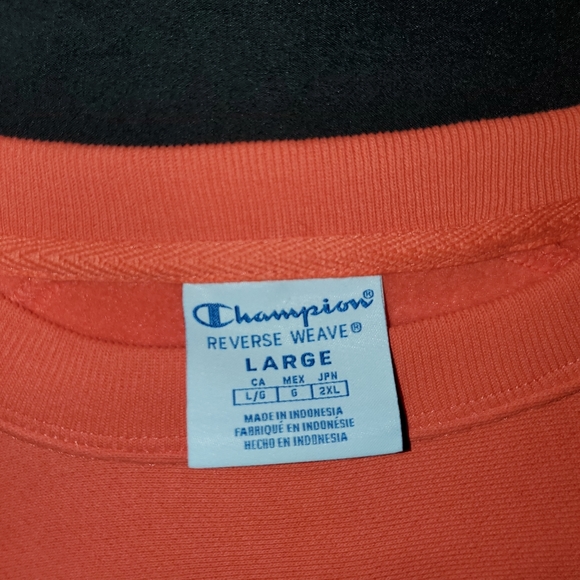 Champion®
REVERSE WEAVE®
LARGE
CA MEX JPN
L/G G 2XL
MADE IN INDONESIA
FABRIQUÉ EN INDONÉSIE
HECHO EN INDONESIA